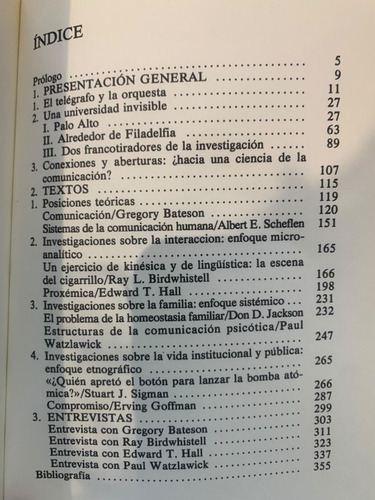 ÍNDICE
Prólogo 5
1. PRESENTACIÓN GENERAL 9
1. El telégrafo y la orquesta 11
2. Una universidad invisible 27
I. Palo Alto 27
II. Alrededor de Filadelfia 63
III. Dos francotiradores de la investigación 89
3. Conexiones y aberturas: ¿hacia una ciencia de la
comunicación? 107
2. TEXTOS 115
1. Posiciones teóricas 119
Comunicación/Gregory Bateson 120
Sistemas de la comunicación humana/Albert E. Scheflen 151
2. Investigaciones sobre la interaccion: enfoque micro-
analítico 165
Un ejercicio de kinésica y de lingüística: la escena
del cigarrillo/Ray L. Birdwhistell 166
Proxémica/Edward T. Hall 198
3. Investigaciones sobre la familia: enfoque sistémico 231
El problema de la homeostasia familiar/Don D. Jackson 232
Estructuras de la comunicación psicótica/Paul
Watzlawick 247
4. Investigaciones sobre la vida institucional y pública:
enfoque etnográfico 265
«¿Quién apretó el botón para lanzar la bomba ató-
mica?»/Stuart J. Sigman 266
Compromiso/Erving Goffman 287
3. ENTREVISTAS 299
Entrevista con Gregory Bateson 303
Entrevista con Ray Birdwhistell 311
Entrevista con Edward T. Hall 323
Entrevista con Paul Watzlawick 337
Bibliografía 355